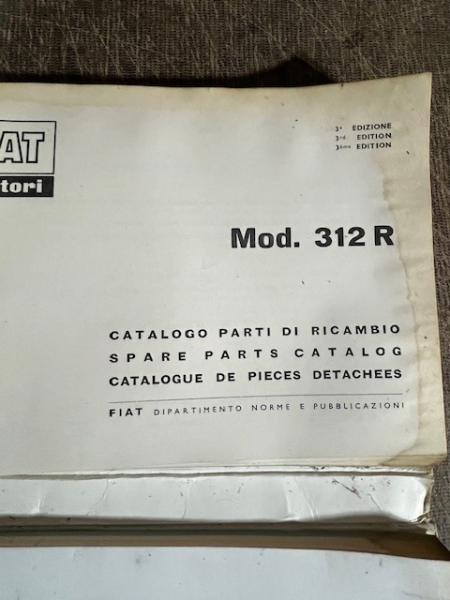 AT
tori
3ª EDIZIONE
3rd EDITION
3ème EDITION
Mod. 312 R
CATALOGO PARTI DI RICAMBIO
SPARE PARTS CATALOG
CATALOGUE DE PIECES DETACHEES
FIAT DIPARTIMENTO NORME E PUBBLICAZIONI